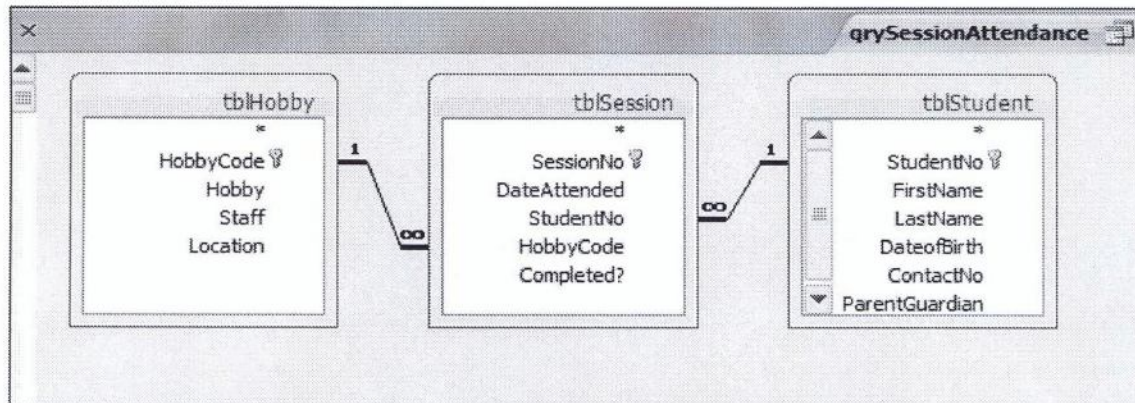 qrySessionAttendance
tblHobby
*
HobbyCode
Hobby
Staff
Location
1
∞
tblSession
*
SessionNo
DateAttended
StudentNo
HobbyCode
Completed?
∞
1
tblStudent
*
StudentNo
FirstName
LastName
DateofBirth
ContactNo
ParentGuardian